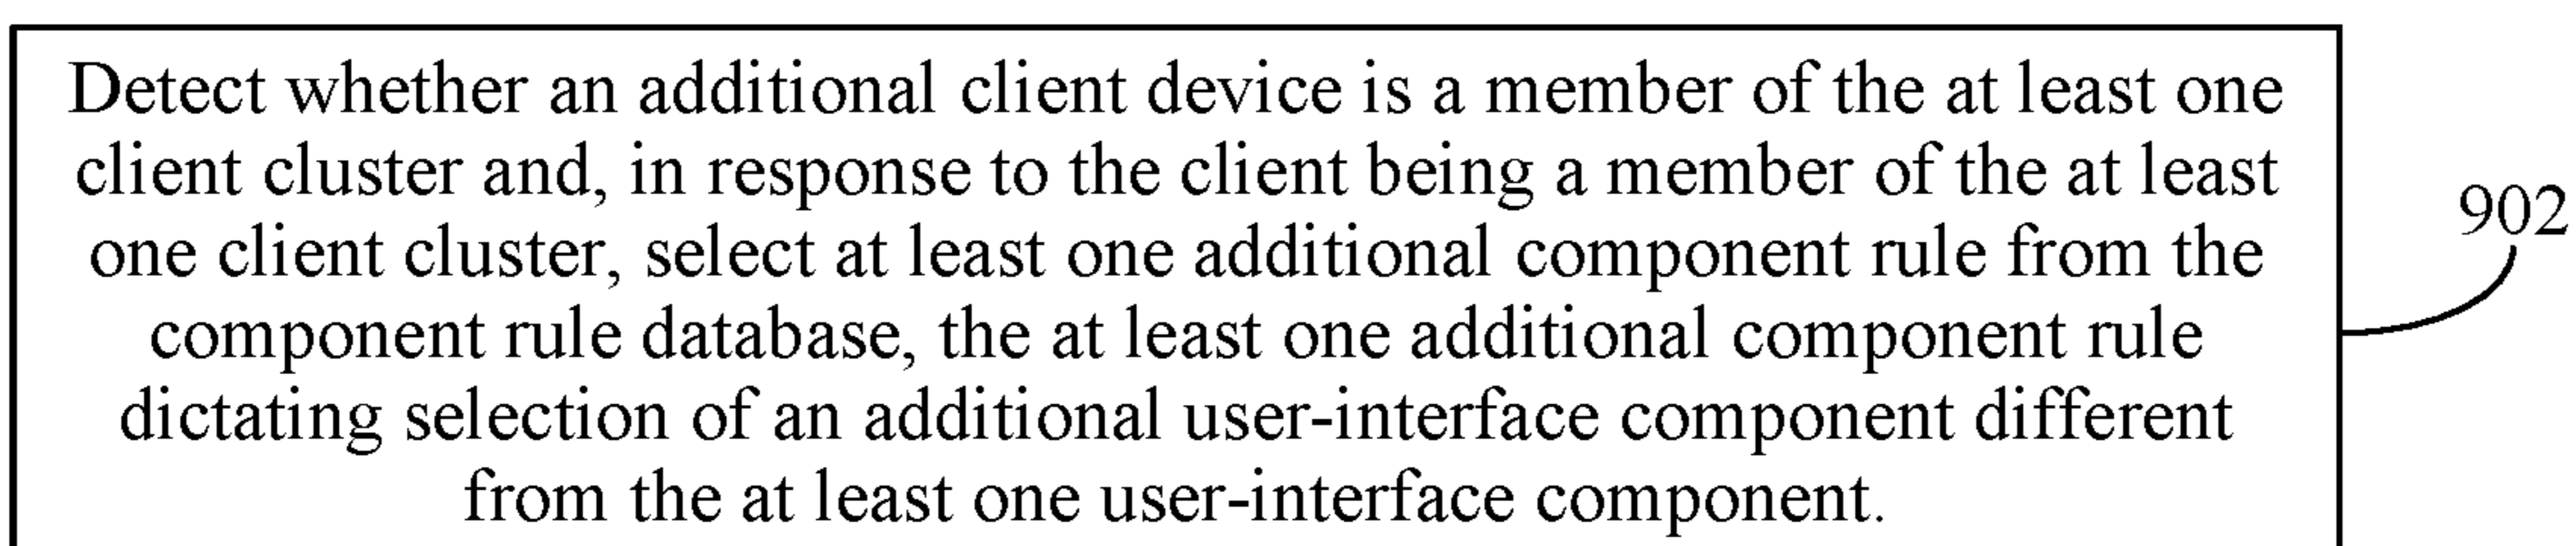 Detect whether an additional client device is a member of the at least one
client cluster and, in response to the client being a member of the at least
one client cluster, select at least one additional component rule from the
component rule database, the at least one additional component rule
dictating selection of an additional user-interface component different
from the at least one user-interface component.
902